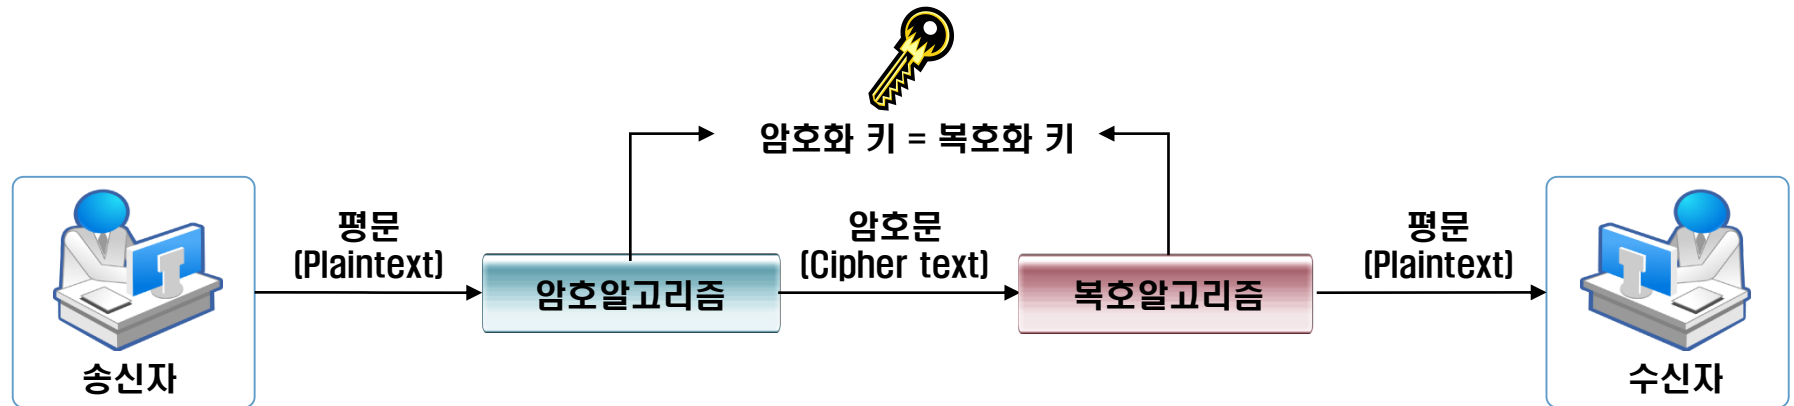 암호화 키 = 복호화 키
평문
(Plaintext)
암호알고리즘
암호문
(Cipher text)
복호알고리즘
평문
(Plaintext)
송신자
수신자